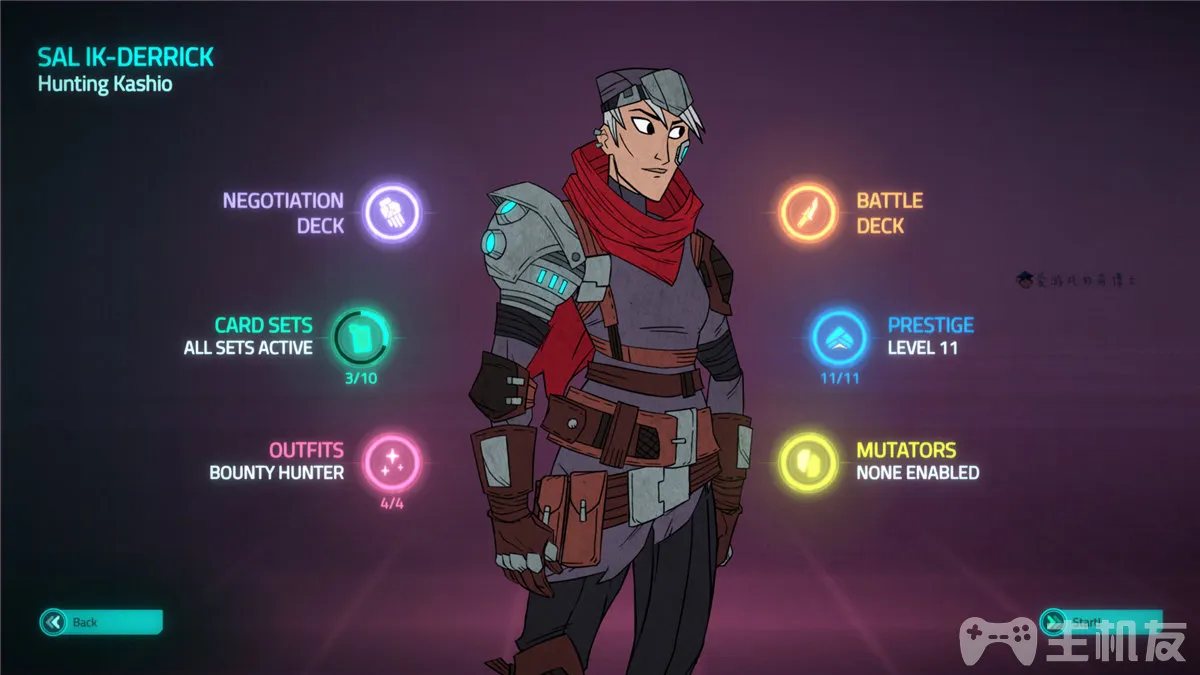 SAL IK-DERRICK
Hunting Kashio
NEGOTIATION
DECK
BATTLE
DECK
CARD SETS
ALL SETS ACTIVE
3/10
PRESTIGE
LEVEL 11
11/11
OUTFITS
BOUNTY HUNTER
4/4
MUTATORS
NONE ENABLED
Back
Start!
主机友